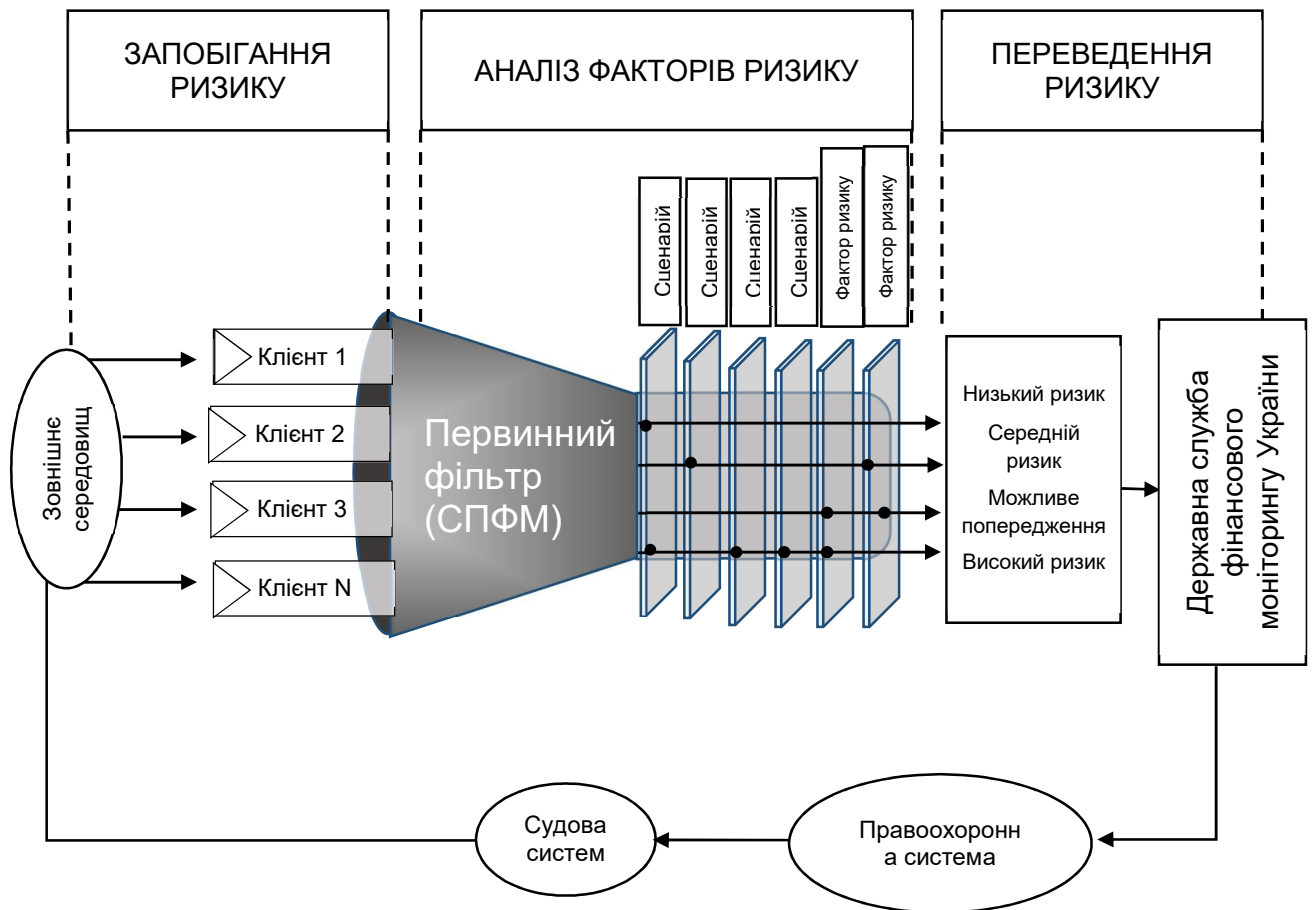 ЗАПОБІГАННЯ
РИЗИКУ
АНАЛІЗ ФАКТОРІВ РИЗИКУ
ПЕРЕВЕДЕННЯ
РИЗИКУ
Сценарій
Сценарій
Сценарій
Сценарій
Фактор ризику
Фактор ризику
Зовнішнє
середовищ
Клієнт 1
Клієнт 2
Клієнт 3
Клієнт N
Первинний
фільтр
(СПФМ)
Низький ризик
Середній
ризик
Можливе
попередження
Високий ризик
Державна служба
фінансового
моніторингу України
Судова
систем
Правоохоронн
а система